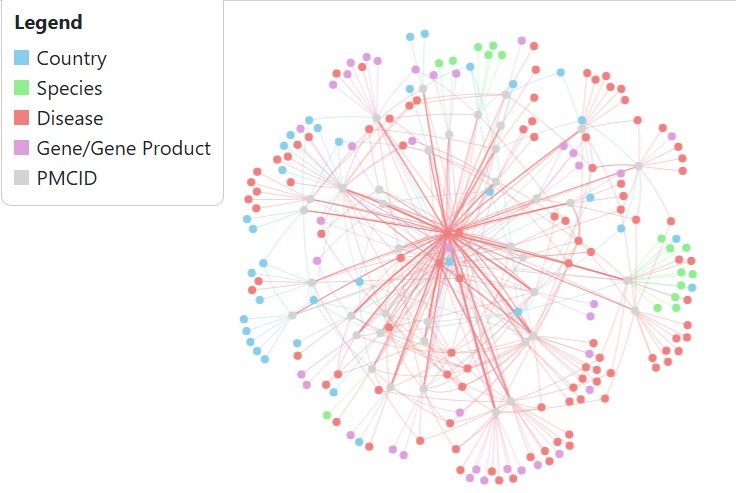 Legend
Country
Species
Disease
Gene/Gene Product
PMCID